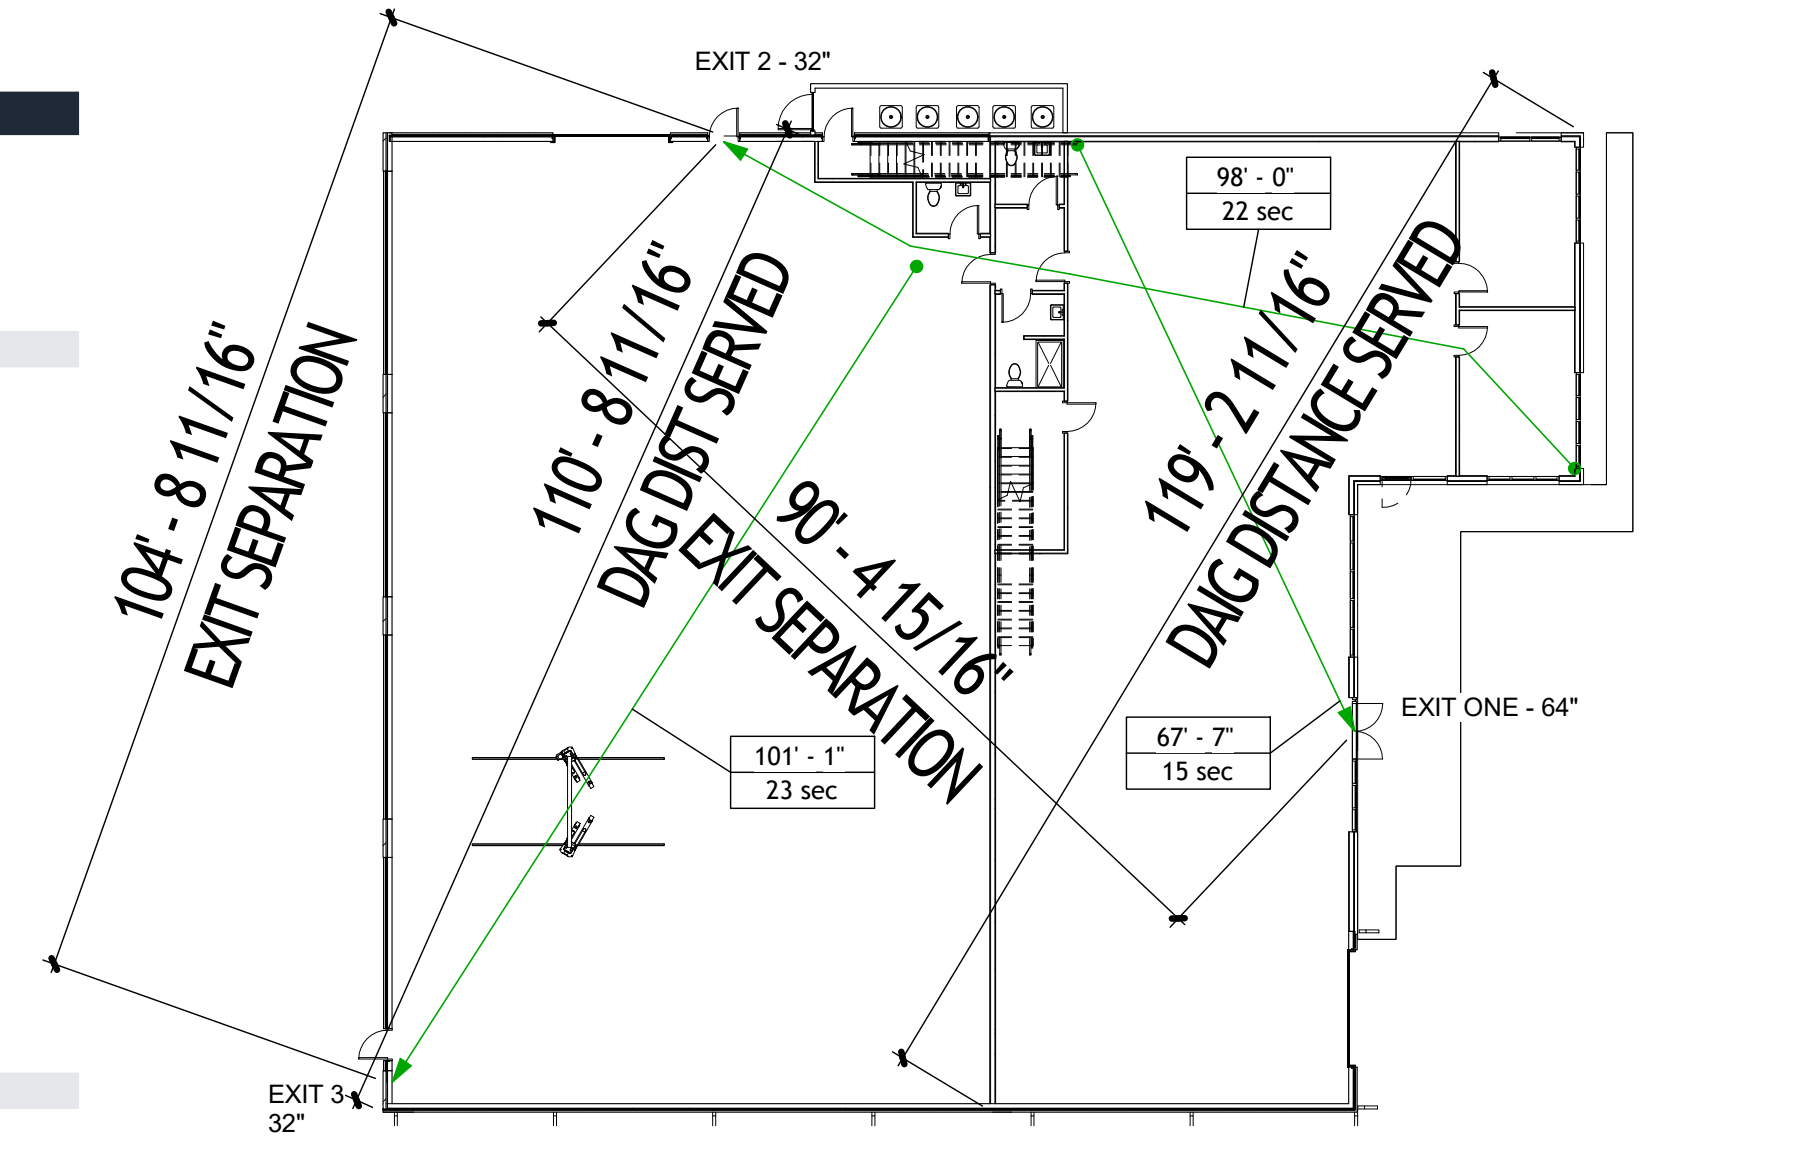 EXIT 2 - 32"
98' - 0"
22 sec
104' - 8 11/16"
EXIT SEPARATION
110' - 8 11/16"
DAG DIST SERVED
90' - 4 15/16"
EXIT SEPARATION
119' - 2 11/16"
DAIG DISTANCE SERVED
EXIT ONE - 64"
67' - 7"
15 sec
101' - 1"
23 sec
EXIT 3
32"